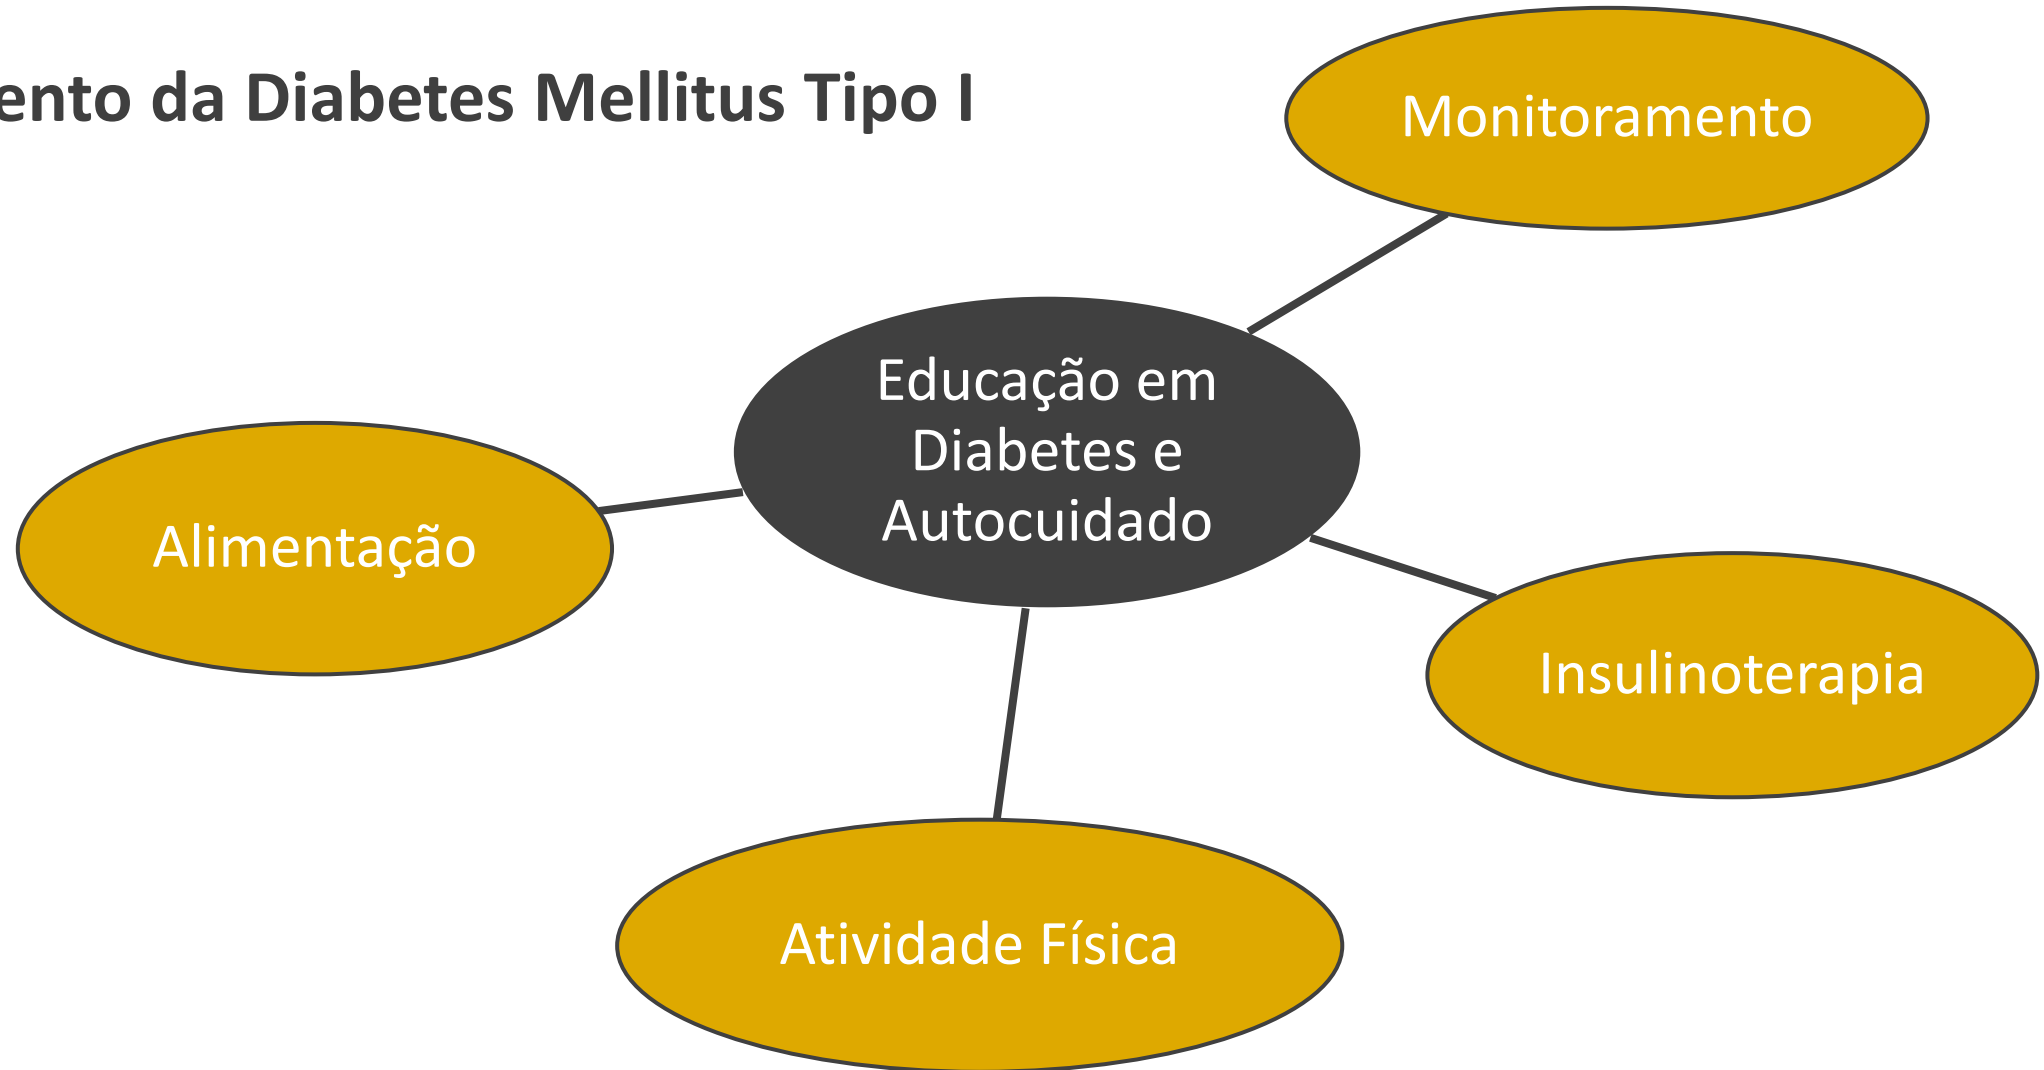 ento da Diabetes Mellitus Tipo I
Monitoramento
Educação em
Diabetes e
Autocuidado
Alimentação
Insulinoterapia
Atividade Física